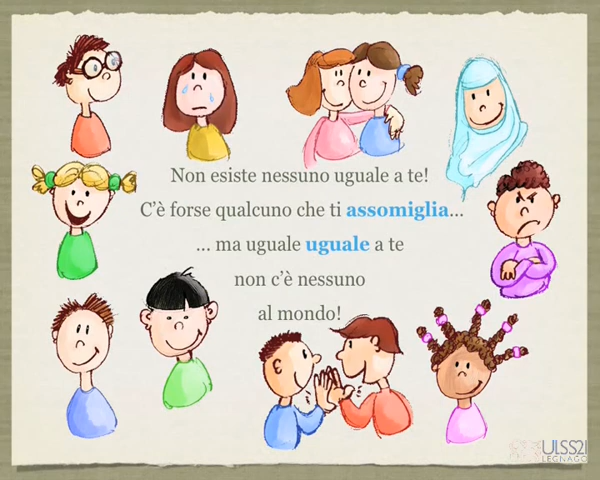 Non esiste nessuno uguale a te!
C'è forse qualcuno che ti assomiglia...
... ma uguale uguale a te
non c'è nessuno
al mondo!
ULSS21
LEGNAGO